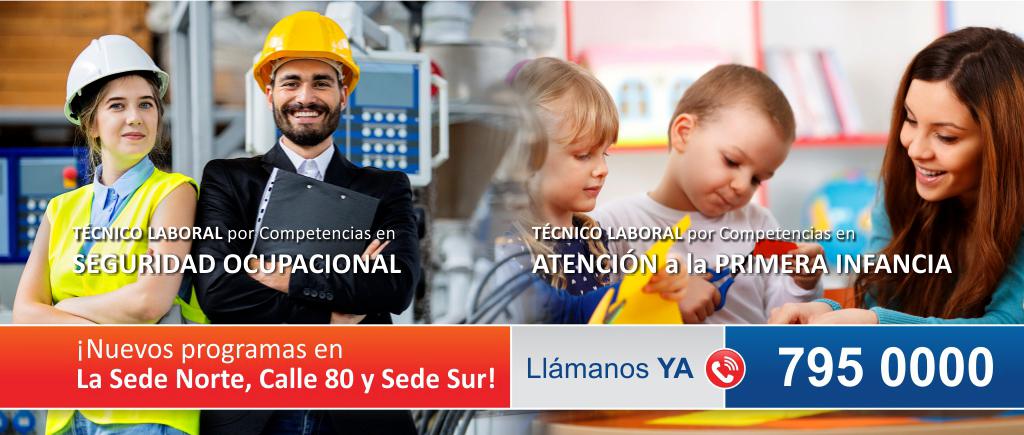 TÉCNICO LABORAL por Competencias en
SEGURIDAD OCUPACIONAL
TÉCNICO LABORAL por Competencias en
ATENCIÓN a la PRIMERA INFANCIA
¡Nuevos programas en
La Sede Norte, Calle 80 y Sede Sur!
Llámanos YA
795 0000